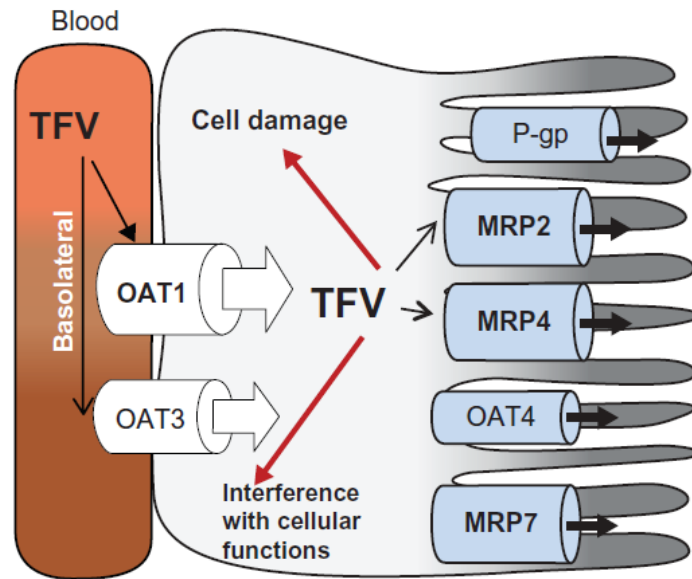 Blood
TFV
Basolateral
OAT1
OAT3
Cell damage
TFV
Interference
with cellular
functions
P-gp
MRP2
MRP4
OAT4
MRP7